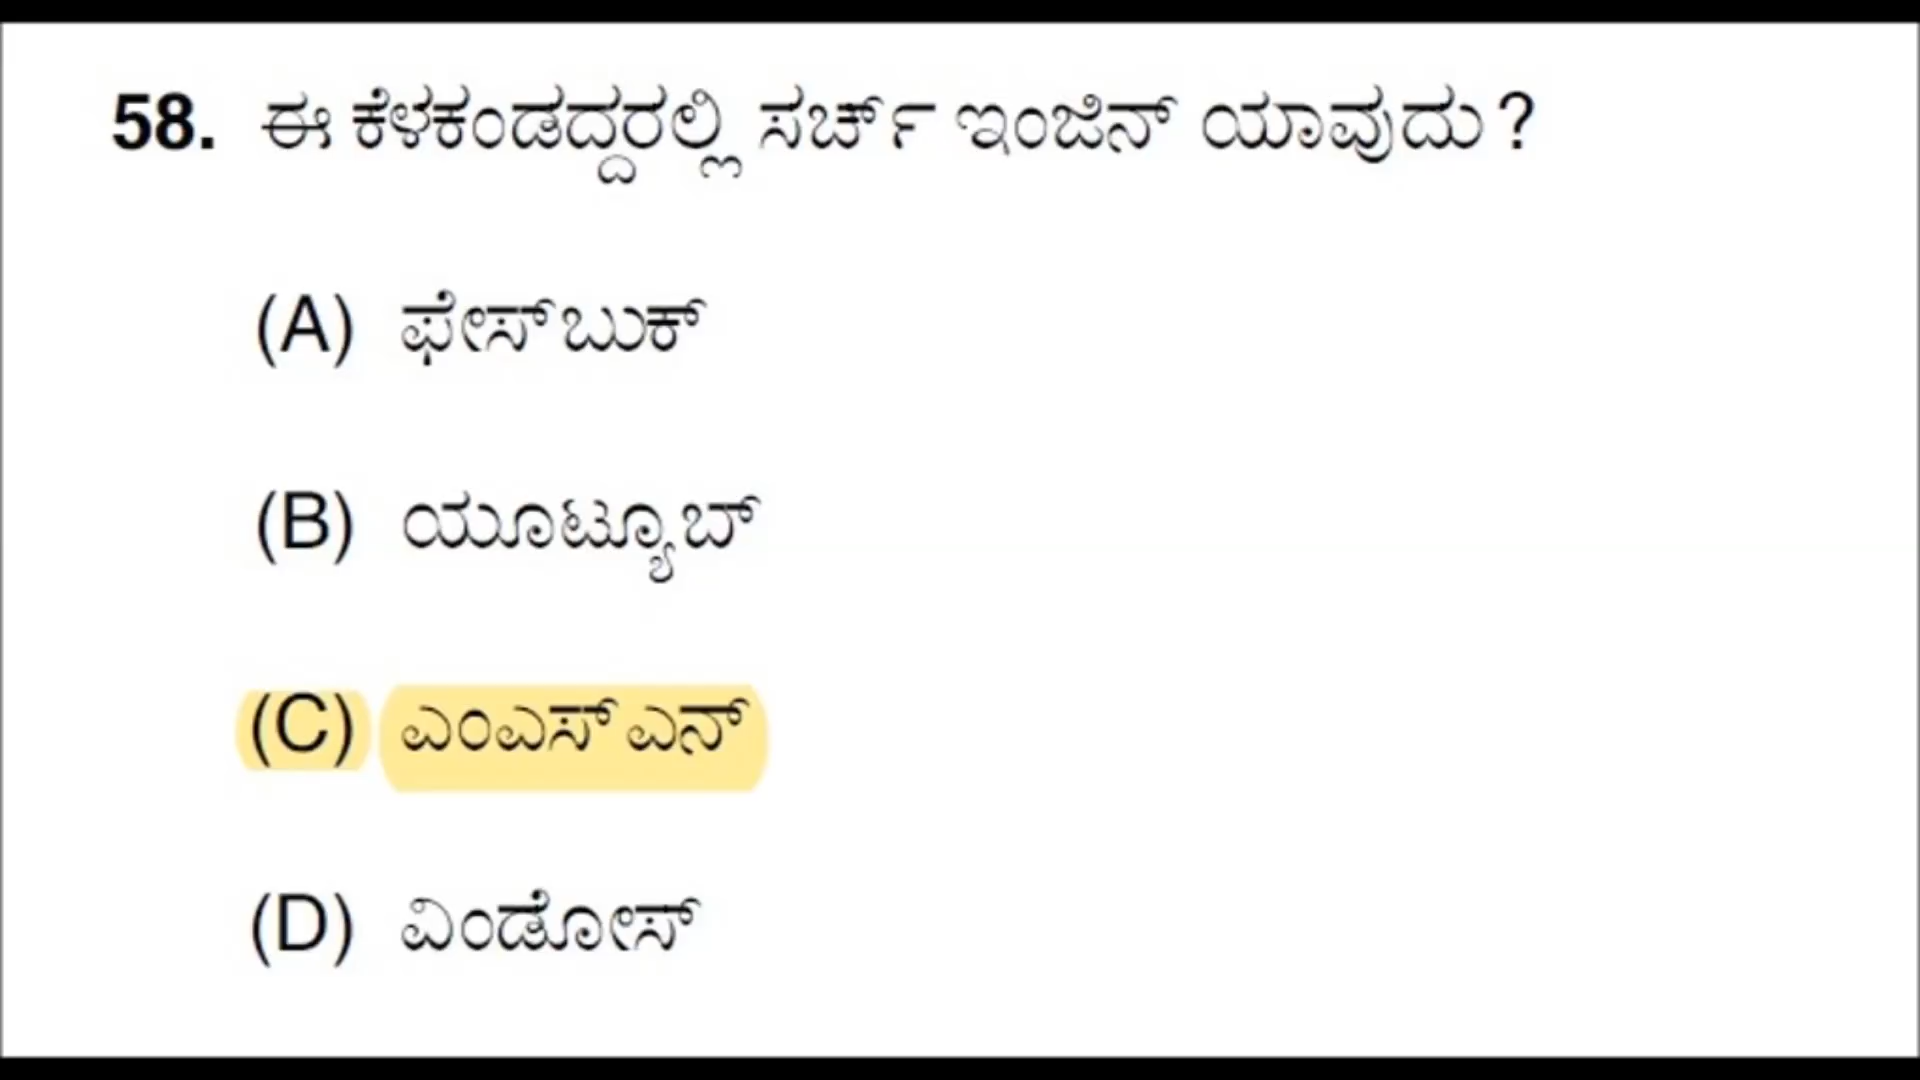 58. ಈ ಕೆಳಕಂಡದ್ದರಲ್ಲಿ ಸರ್ಚ್ ಇಂಜಿನ್ ಯಾವುದು?
(A) ಫೇಸ್‌ಬುಕ್
(B) ಯೂಟ್ಯೂಬ್
(C) ಎಂಎಸ್‌ಎನ್
(D) ವಿಂಡೋಸ್